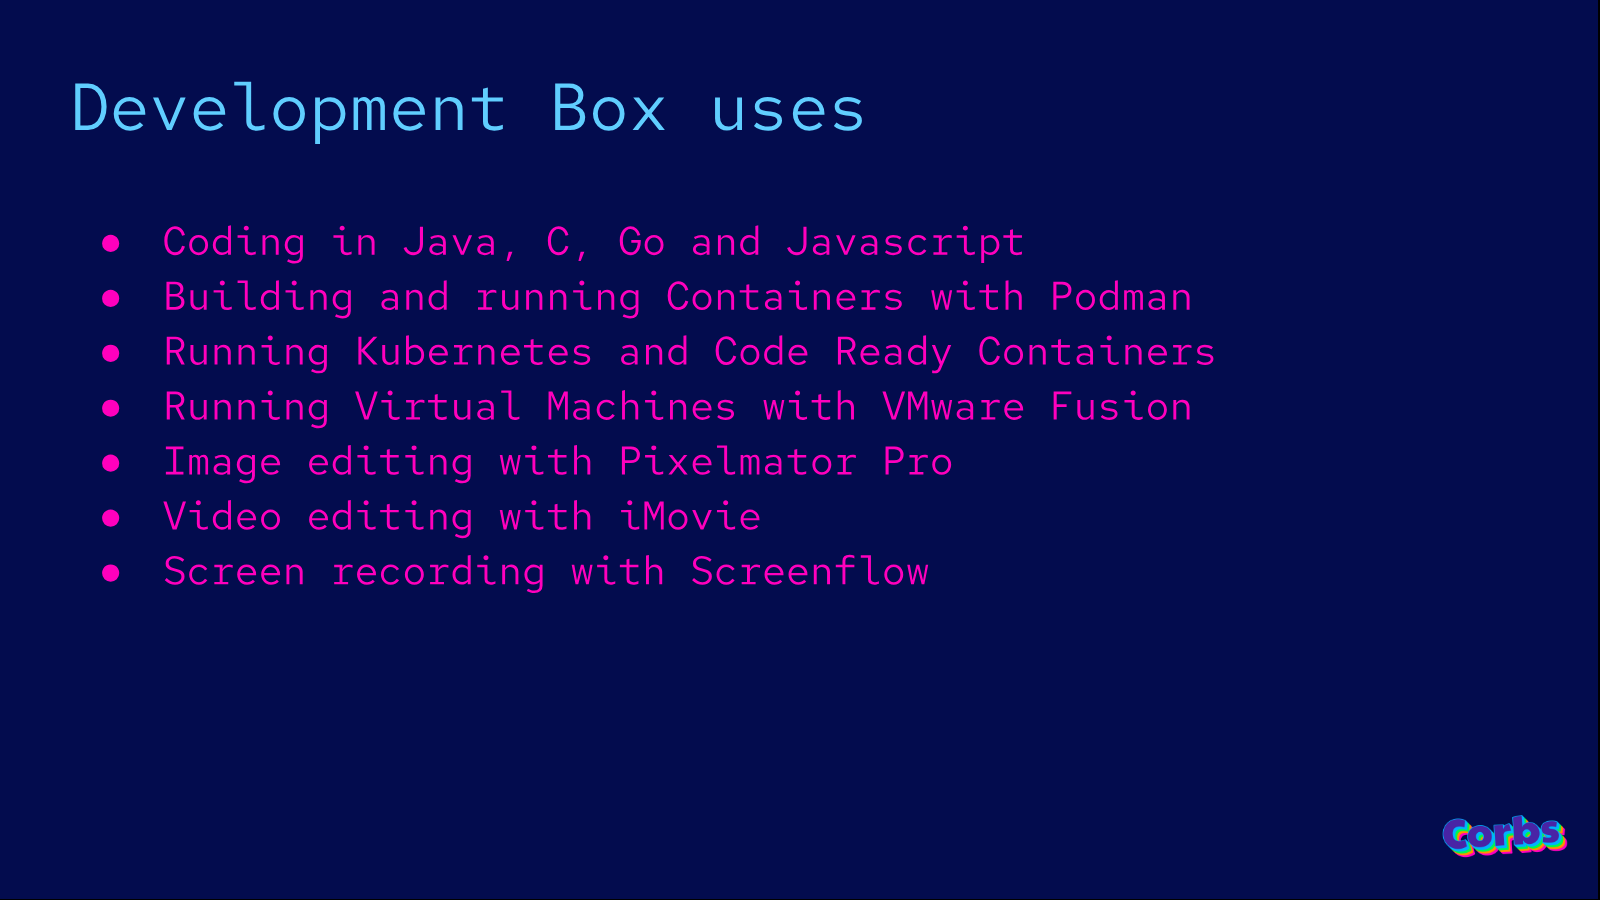 Development Box uses
● Coding in Java, C, Go and Javascript
● Building and running Containers with Podman
● Running Kubernetes and Code Ready Containers
● Running Virtual Machines with VMware Fusion
● Image editing with Pixelmator Pro
● Video editing with iMovie
● Screen recording with Screenflow
Corbs